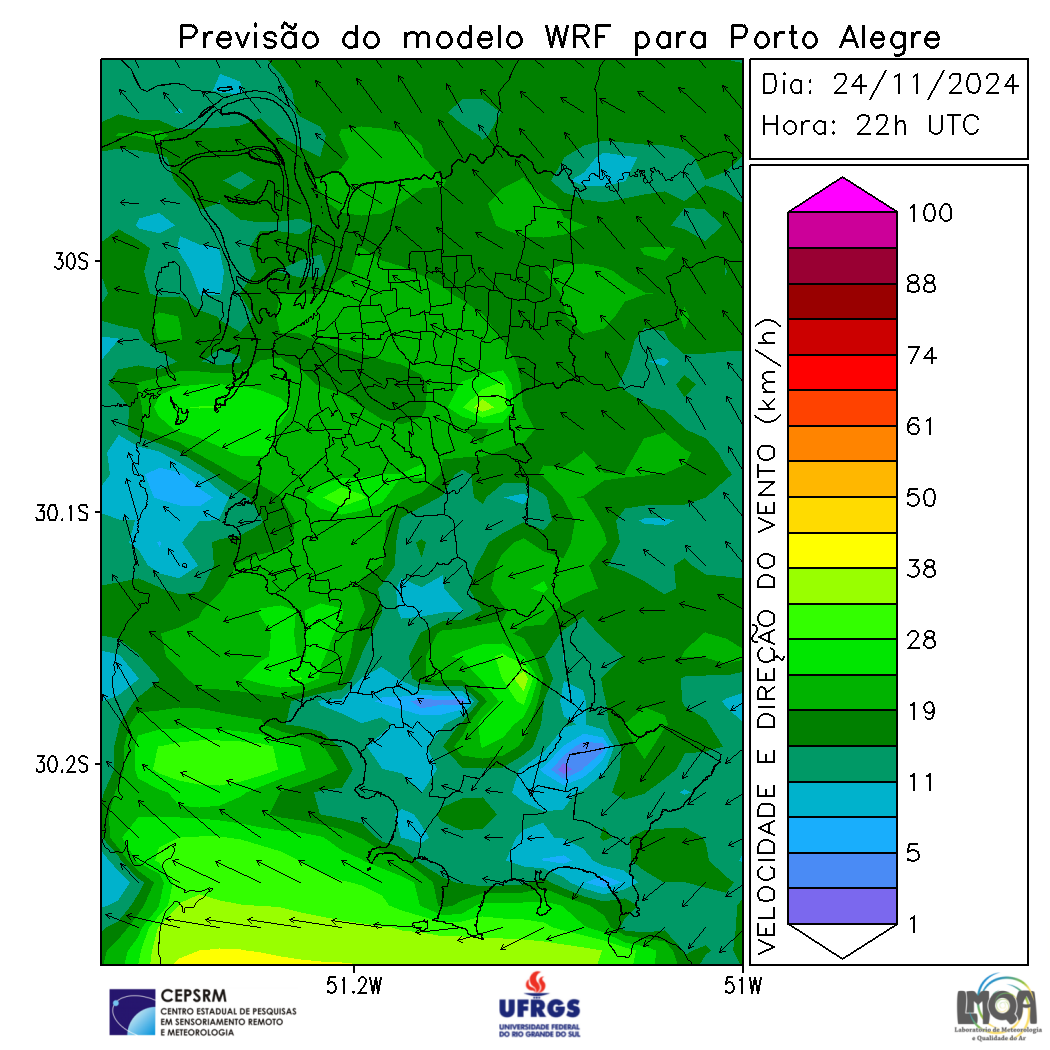 Previsão do modelo WRF para Porto Alegre
Dia: 24/11/2024
Hora: 22h UTC
30S
30.1S
30.2S
51.2W
51W
VELOCIDADE E DIREÇÃO DO VENTO (km/h)
100
88
74
61
50
38
28
19
11
5
1
CEPSRM
CENTRO ESTADUAL DE PESQUISAS
EM SENSORIAMENTO REMOTO
E METEOROLOGIA
UFRGS
UNIVERSIDADE FEDERAL
DO RIO GRANDE DO SUL
LMQA
Laboratório de Meteorologia
e Qualidade do Ar